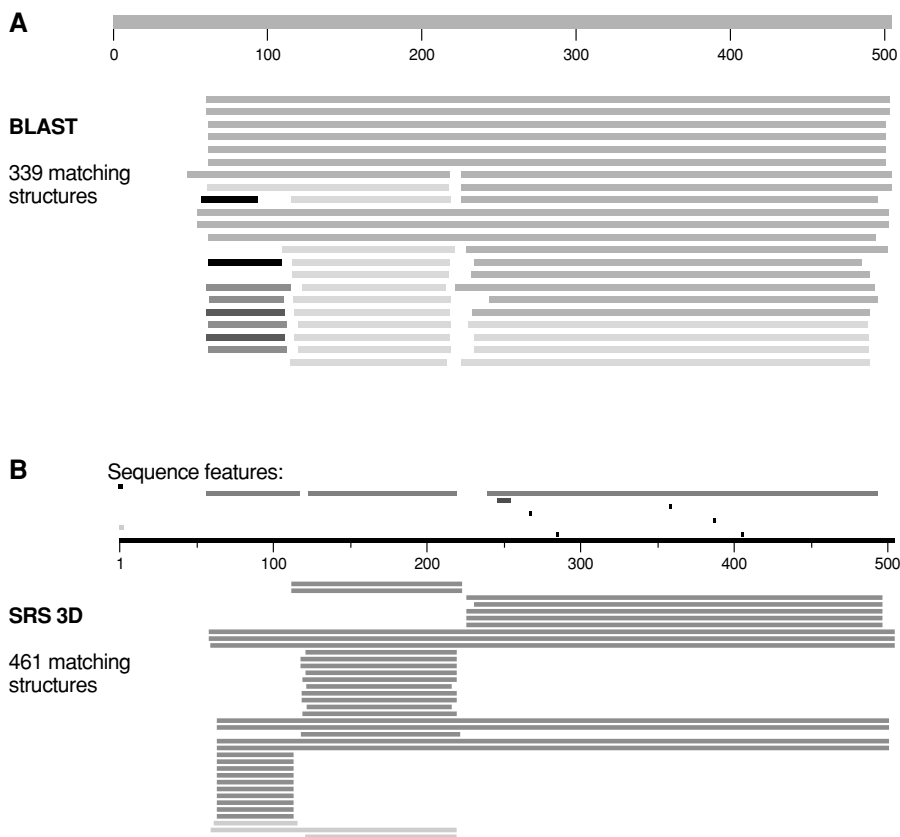 A
0 100 200 300 400 500
BLAST
339 matching
structures
B
Sequence features:
1 100 200 300 400 500
SRS 3D
461 matching
structures